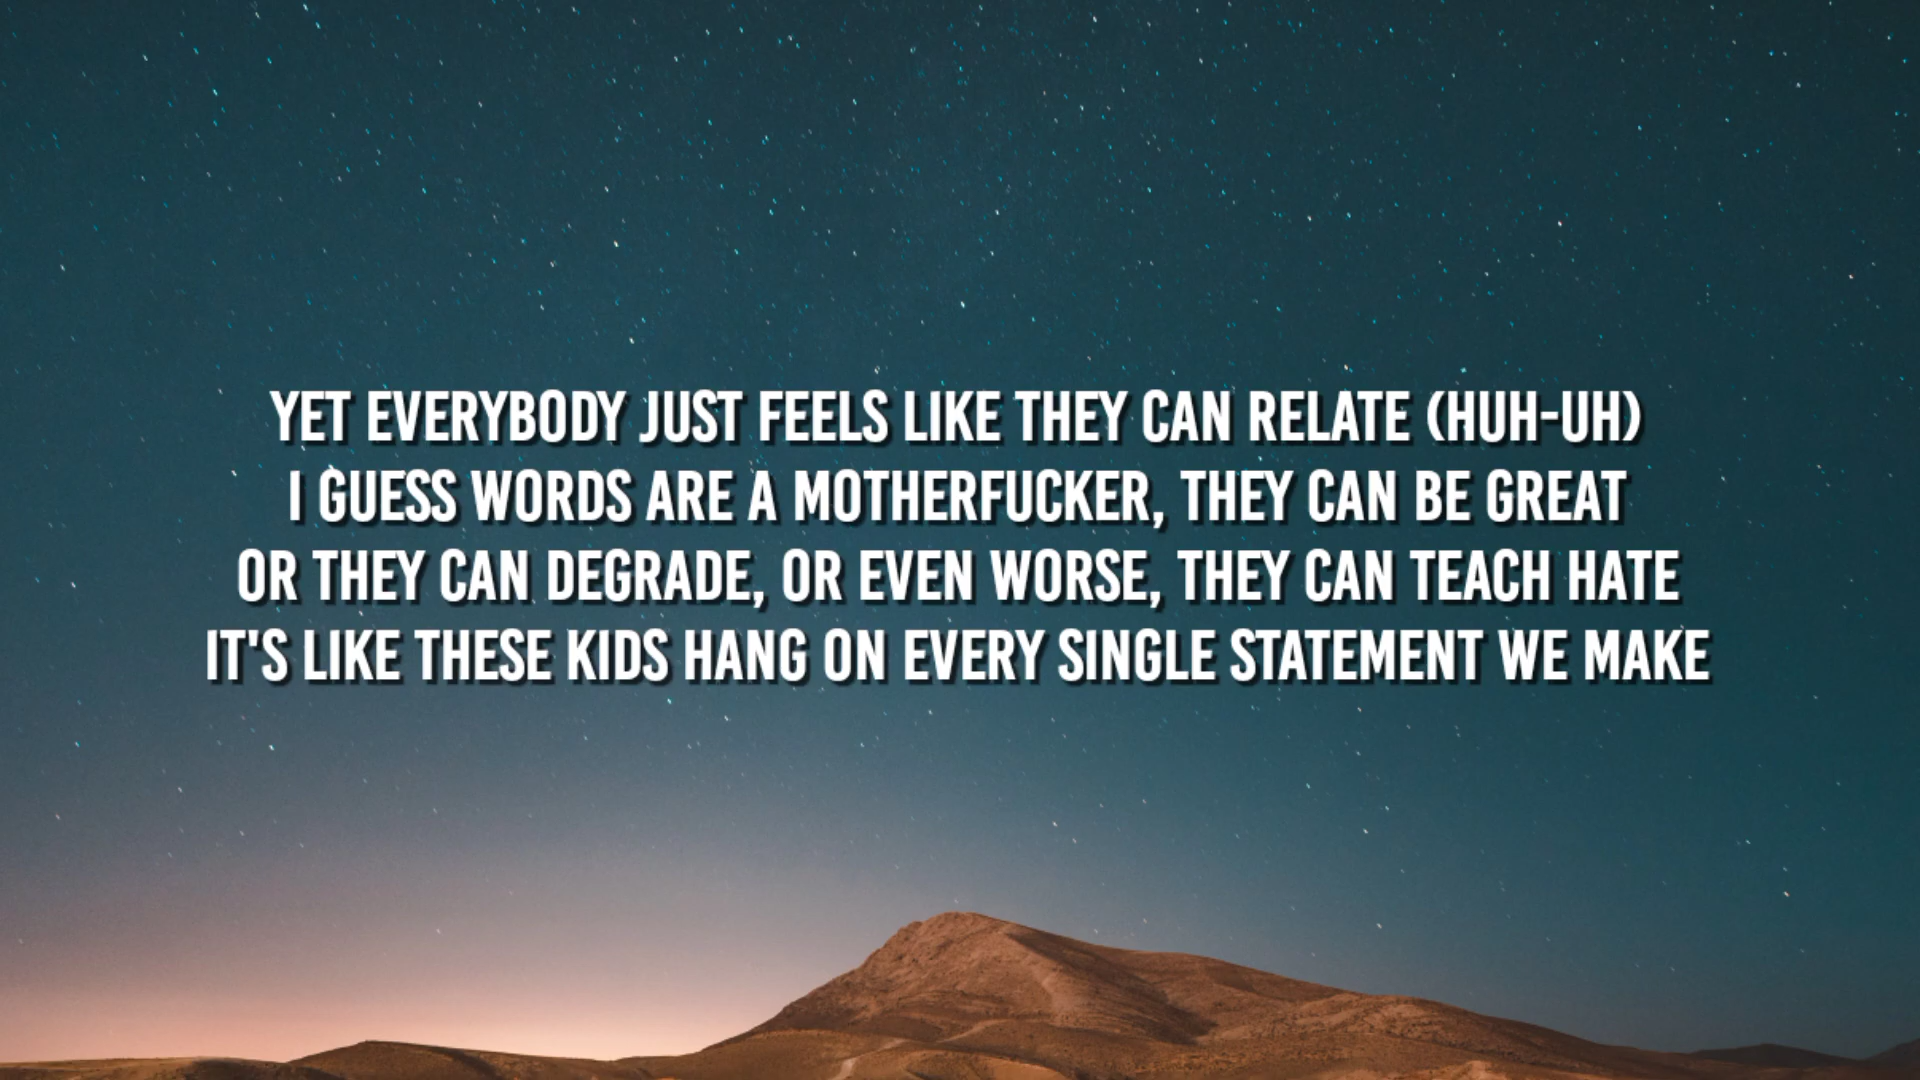 YET EVERYBODY JUST FEELS LIKE THEY CAN RELATE (HUH-UH)
I GUESS WORDS ARE A MOTHERFUCKER, THEY CAN BE GREAT
OR THEY CAN DEGRADE, OR EVEN WORSE, THEY CAN TEACH HATE
IT'S LIKE THESE KIDS HANG ON EVERY SINGLE STATEMENT WE MAKE